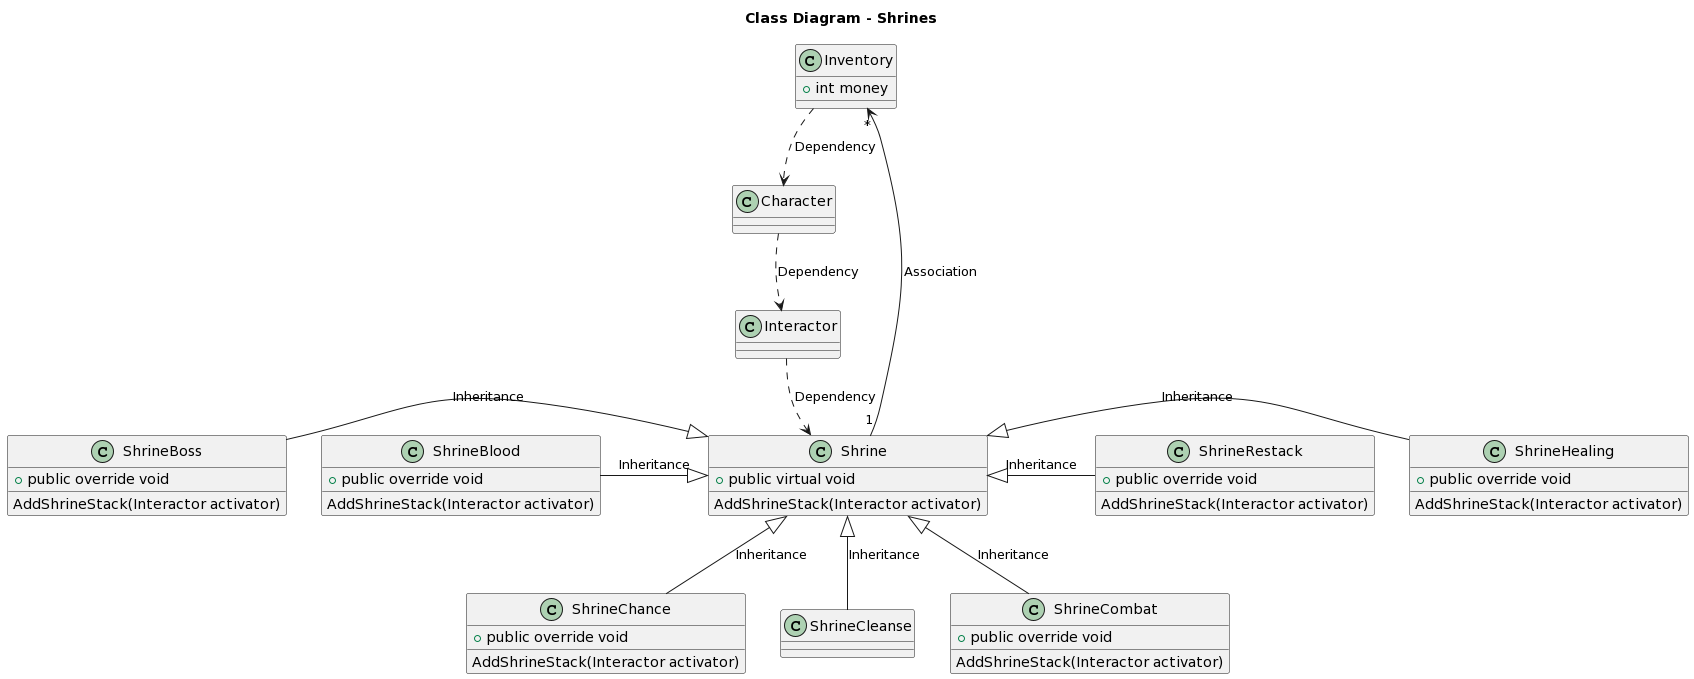 Class Diagram - Shrines
C Inventory
int money
*
Dependency
C Character
Dependency
Association
C Interactor
Dependency
1
Inheritance
Inheritance
C ShrineBoss
public override void
AddShrineStack(Interactor activator)
C ShrineBlood
public override void
AddShrineStack(Interactor activator)
Inheritance
C Shrine
public virtual void
AddShrineStack(Interactor activator)
Inheritance
C ShrineRestack
public override void
AddShrineStack(Interactor activator)
C ShrineHealing
public override void
AddShrineStack(Interactor activator)
Inheritance
Inheritance
Inheritance
C ShrineChance
public override void
AddShrineStack(Interactor activator)
C ShrineCleanse
C ShrineCombat
public override void
AddShrineStack(Interactor activator)